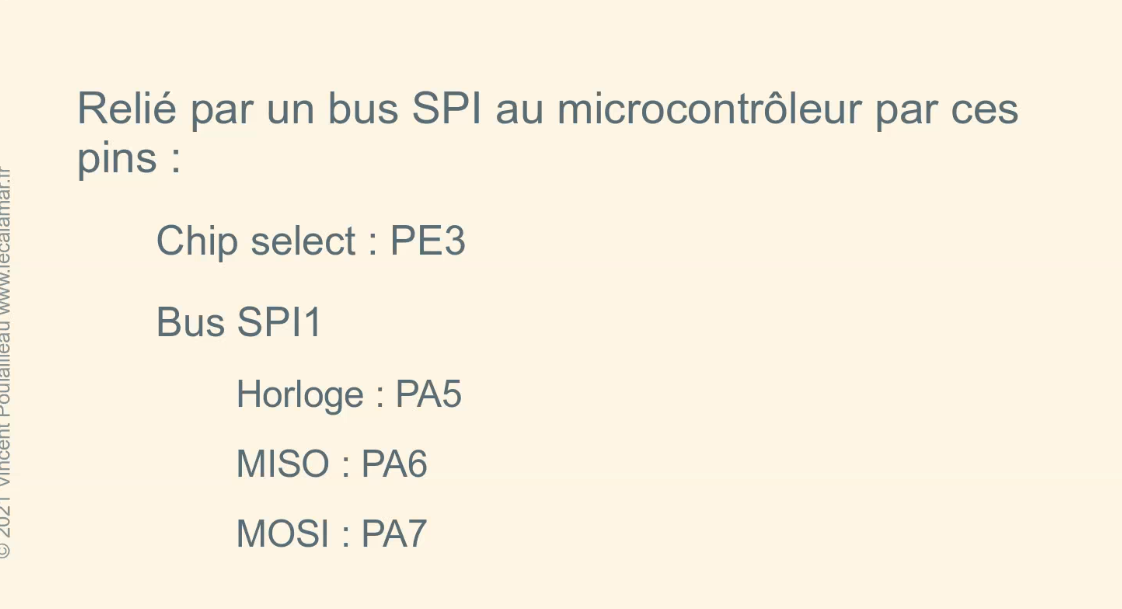 Relié par un bus SPI au microcontrôleur par ces
pins :
Chip select : PE3
Bus SPI1
Horloge : PA5
MISO : PA6
MOSI : PA7
© 2021 Vincent Poulailleau www.lecalamar.fr